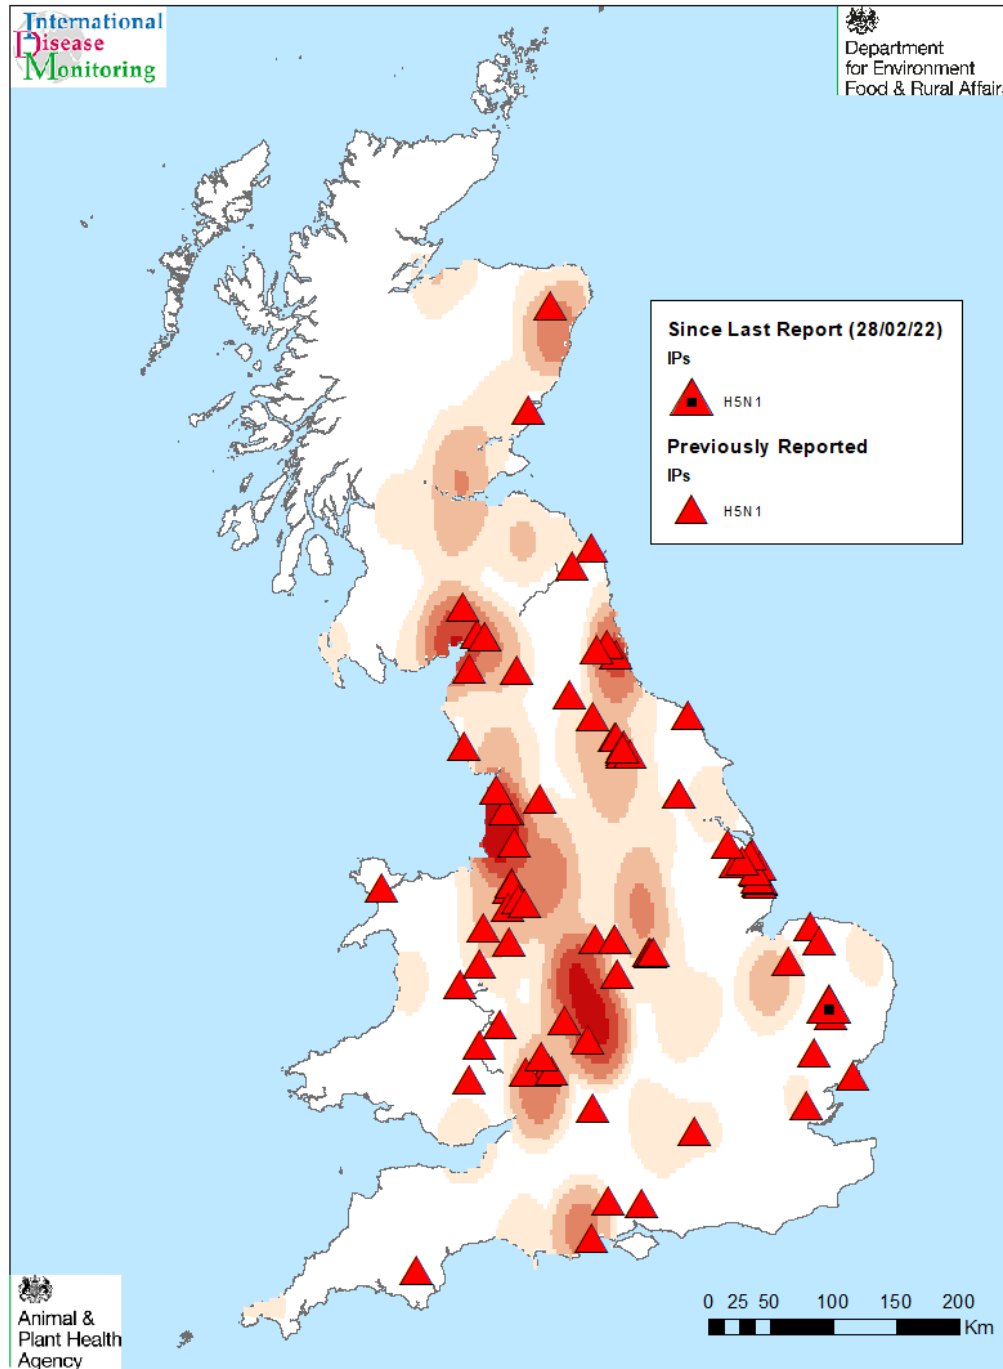 International
Disease
Monitoring
Department
for Environment
Food & Rural Affairs
Since Last Report (28/02/22)
IPs
H5N1
Previously Reported
IPs
H5N1
0 25 50 100 150 200
Km
Animal &
Plant Health
Agency